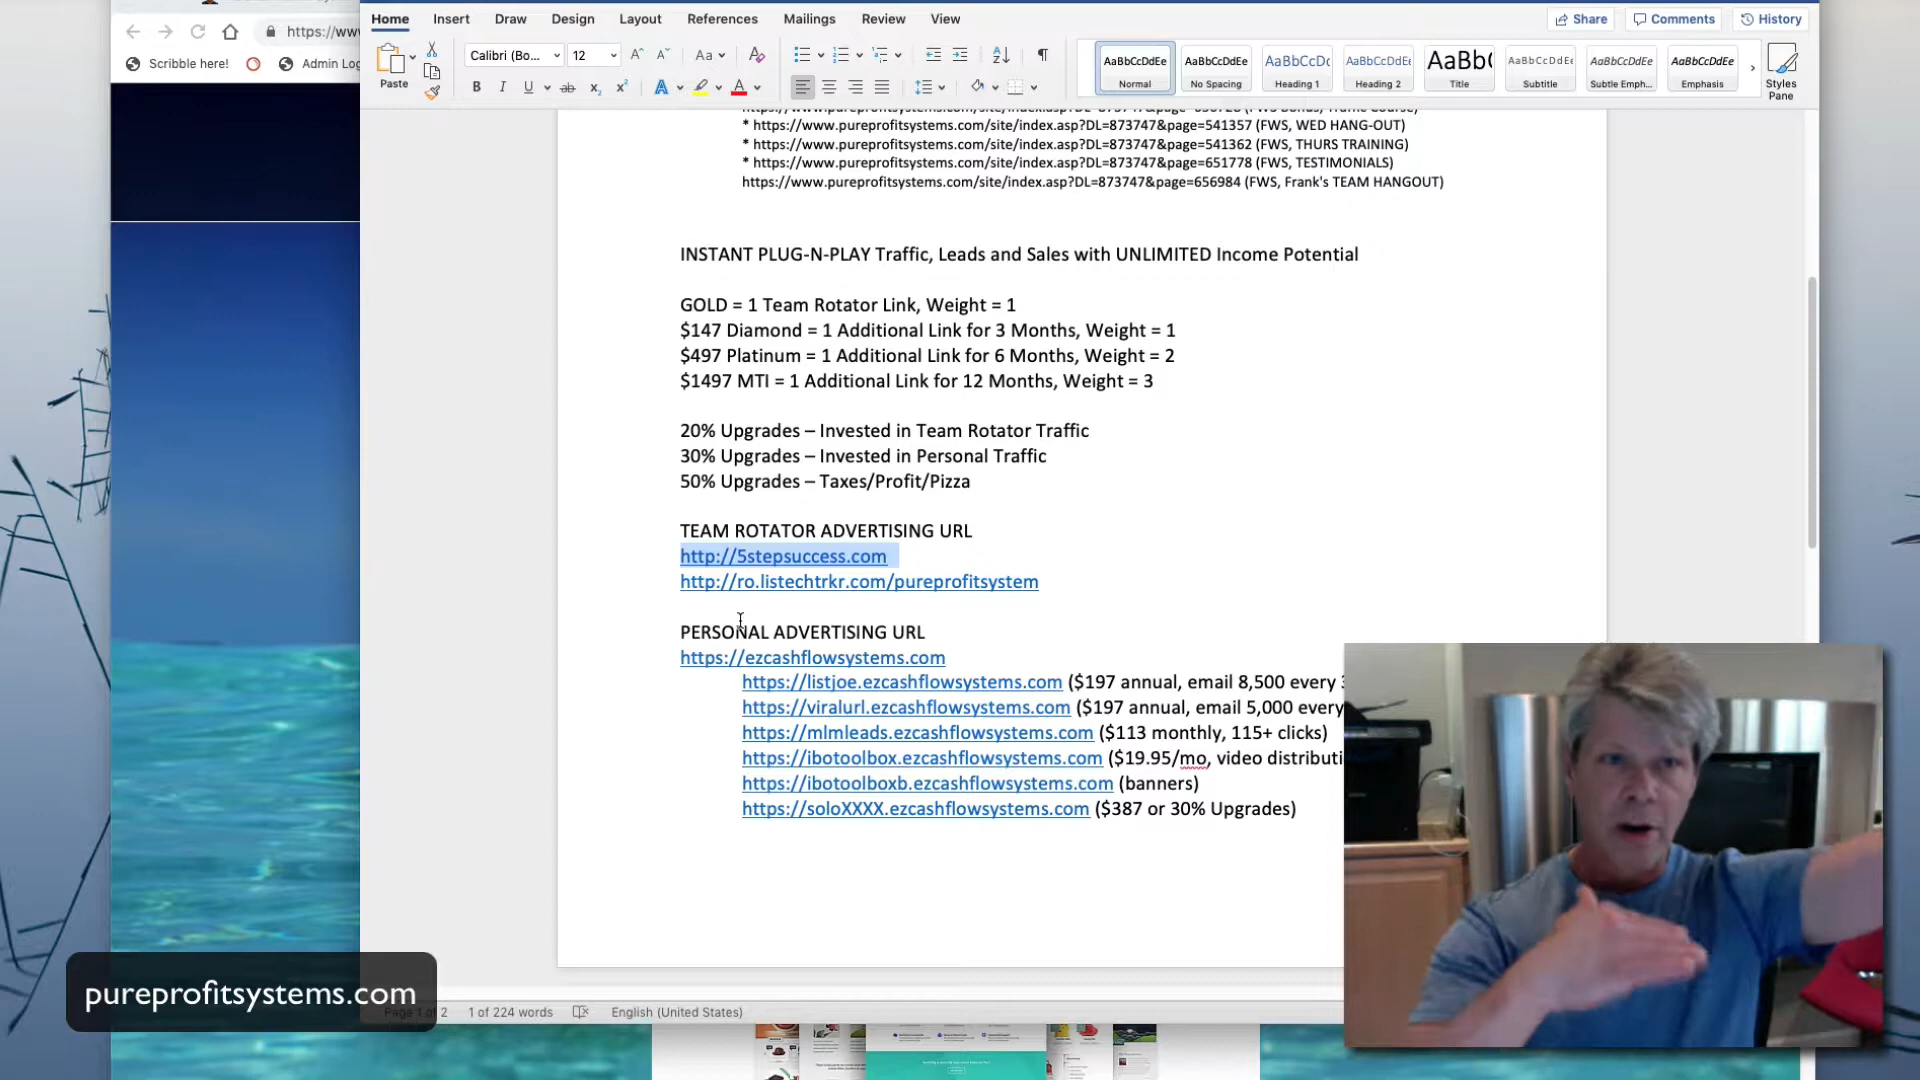 Home Insert Draw Design Layout References Mailings Review View Share Comments History
https://ww
Scribble here! Admin Log
Paste
Calibri (Bo... 12
AaBbCcDdEe AaBbCcDdEe AaBbCcDc AaBbCcDdEe AaBb( AaBbCcDdEe AaBbCcDdEe AaBbCcDdEe
Normal No Spacing Heading 1 Heading 2 Title Subtitle Subtle Emph... Emphasis
Styles
Pane
* https://www.pureprofitsystems.com/site/index.asp?DL=873747&page=541357 (FWS, WED HANG-OUT)
* https://www.pureprofitsystems.com/site/index.asp?DL=873747&page=541362 (FWS, THURS TRAINING)
* https://www.pureprofitsystems.com/site/index.asp?DL=873747&page=651778 (FWS, TESTIMONIALS)
https://www.pureprofitsystems.com/site/index.asp?DL=873747&page=656984 (FWS, Frank's TEAM HANGOUT)
INSTANT PLUG-N-PLAY Traffic, Leads and Sales with UNLIMITED Income Potential
GOLD = 1 Team Rotator Link, Weight = 1
$147 Diamond = 1 Additional Link for 3 Months, Weight = 1
$497 Platinum = 1 Additional Link for 6 Months, Weight = 2
$1497 MTI = 1 Additional Link for 12 Months, Weight = 3
20% Upgrades – Invested in Team Rotator Traffic
30% Upgrades – Invested in Personal Traffic
50% Upgrades – Taxes/Profit/Pizza
TEAM ROTATOR ADVERTISING URL
http://5stepsuccess.com
http://ro.listechtrkr.com/pureprofitsystem
PERSONAL ADVERTISING URL
https://ezcashflowsystems.com
https://listjoe.ezcashflowsystems.com ($197 annual, email 8,500 every
https://viralurl.ezcashflowsystems.com ($197 annual, email 5,000 every
https://mlmleads.ezcashflowsystems.com ($113 monthly, 115+ clicks)
https://ibotoolbox.ezcashflowsystems.com ($19.95/mo, video distributi
https://ibotoolboxb.ezcashflowsystems.com (banners)
https://soloXXXX.ezcashflowsystems.com ($387 or 30% Upgrades)
pureprofitsystems.com
Page 1 of 2 1 of 224 words English (United States)